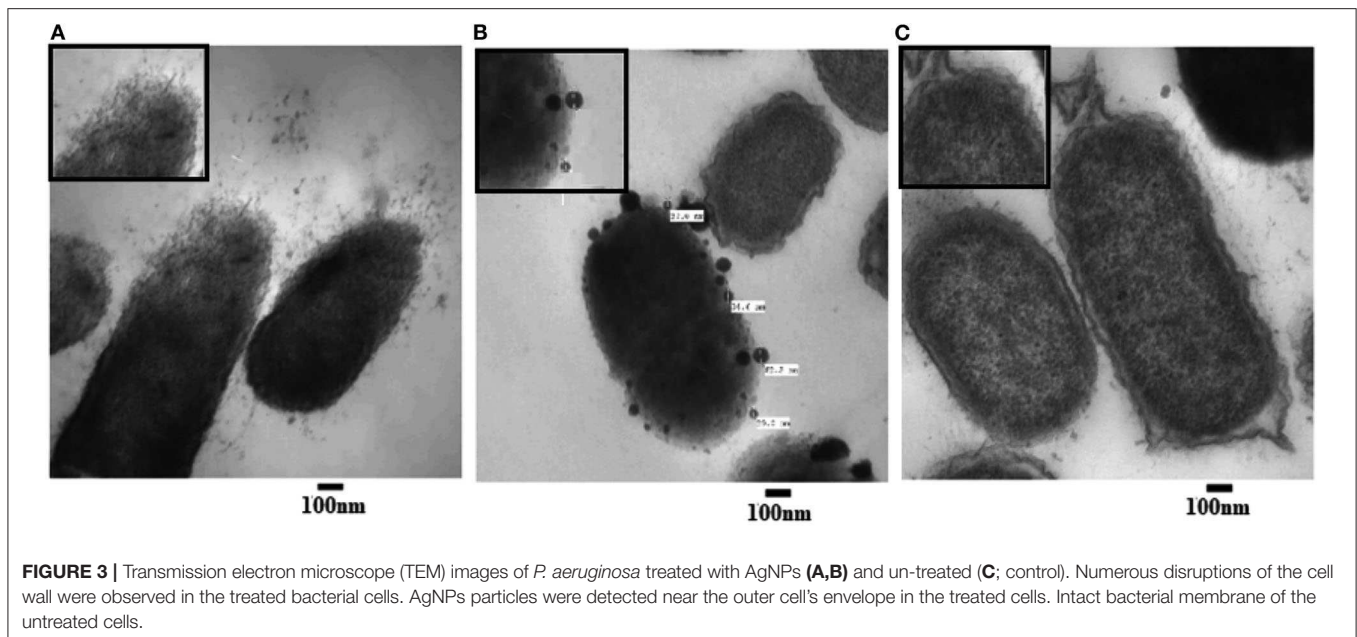 A
B
C
100nm
100nm
100nm
FIGURE 3 | Transmission electron microscope (TEM) images of P. aeruginosa treated with AgNPs (A,B) and un-treated (C; control). Numerous disruptions of the cell
wall were observed in the treated bacterial cells. AgNPs particles were detected near the outer cell's envelope in the treated cells. Intact bacterial membrane of the
untreated cells.